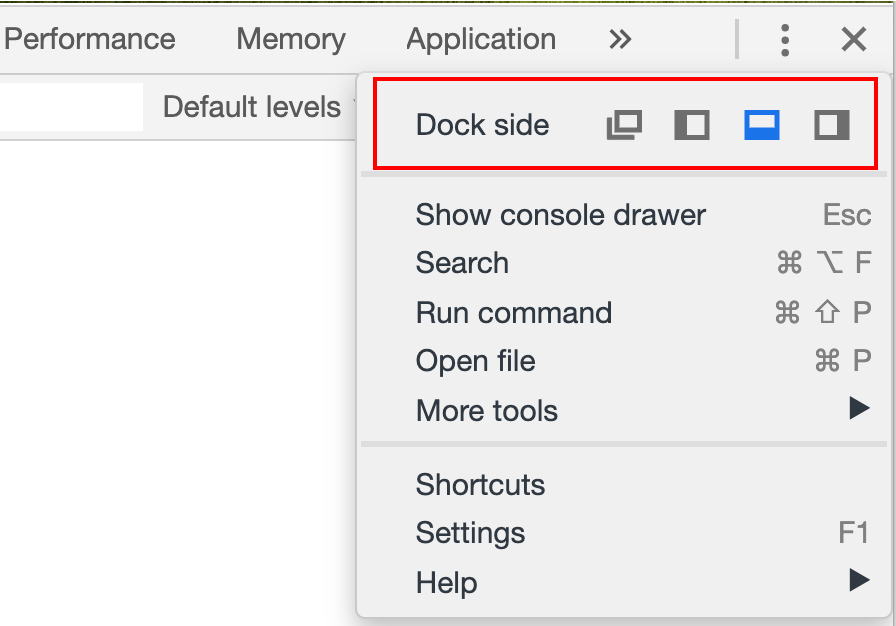 Performance Memory Application »
Default levels
Dock side
Show console drawer Esc
Search ⌘ ⌥ F
Run command ⌘ ⇧ P
Open file ⌘ P
More tools ▶
Shortcuts
Settings F1
Help ▶